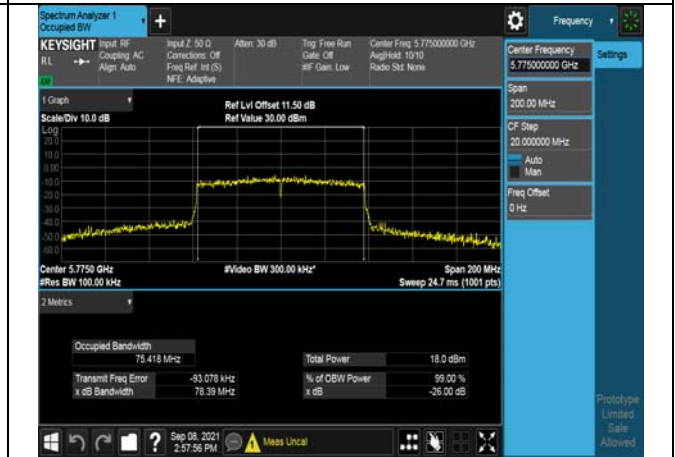 Spectrum Analyzer 1
Occupied BW
Frequency
KEYSIGHT
RL
Input: RF
Coupling: AC
Align: Auto
Input Z: 50 Ω
Corrections: Off
Freq Ref: Int (S)
NFE: Adaptive
Atten: 30 dB
Trig: Free Run
Gate: Off
#IF Gain: Low
Center Freq: 5.775000000 GHz
Avg|Hold: 10/10
Radio Std: None
1 Graph
Scale/Div 10.0 dB
Ref Lvl Offset 11.50 dB
Ref Value 30.00 dBm
Log
20.0
10.0
0.00
-10.0
-20.0
-30.0
-40.0
-50.0
-60.0
Center 5.7750 GHz
#Res BW 100.00 kHz
#Video BW 300.00 kHz*
Span 200 MHz
Sweep 24.7 ms (1001 pts)
2 Metrics
Occupied Bandwidth
75.418 MHz
Total Power
18.0 dBm
Transmit Freq Error
-93.078 kHz
% of OBW Power
99.00 %
x dB Bandwidth
78.39 MHz
x dB
-26.00 dB
Center Frequency
5.775000000 GHz
Settings
Span
200.00 MHz
CF Step
20.000000 MHz
Auto
Man
Freq Offset
0 Hz
Prototype
Limited
Sale
Allowed
Sep 08, 2021
2:57:56 PM
Meas Uncal